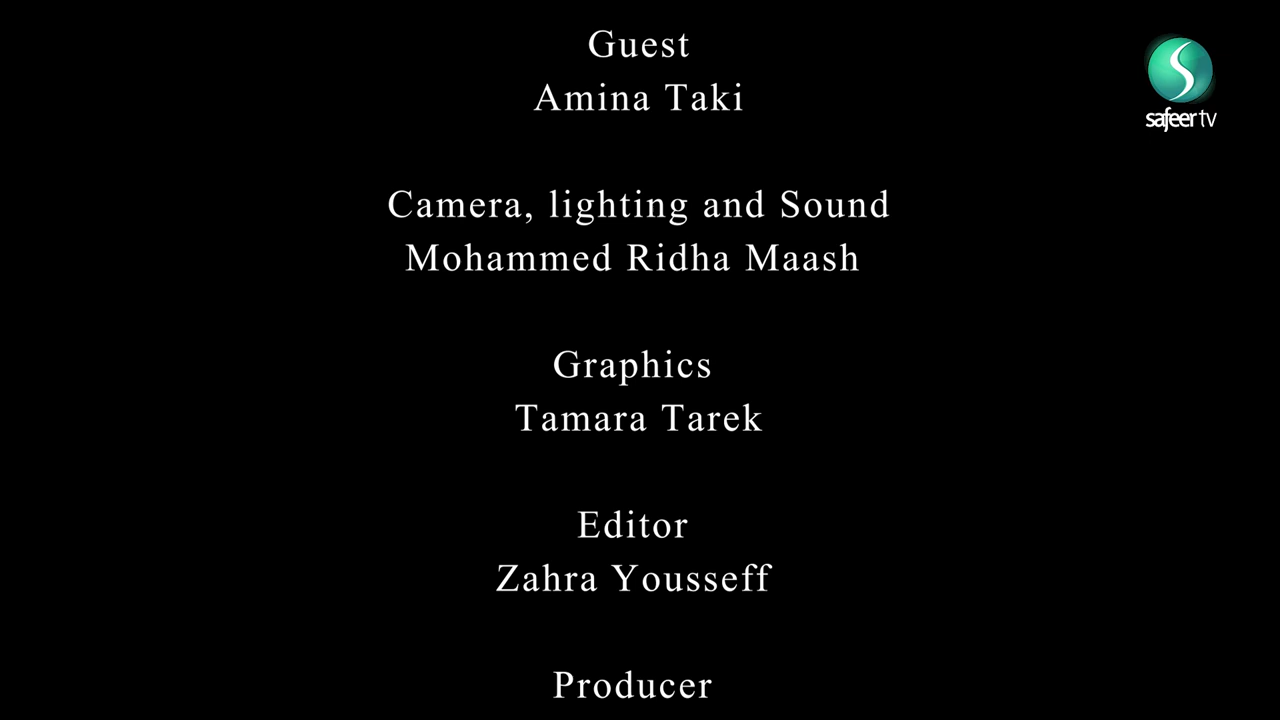 Guest
Amina Taki
Camera, lighting and Sound
Mohammed Ridha Maash
Graphics
Tamara Tarek
Editor
Zahra Yousseff
Producer
safeer tv